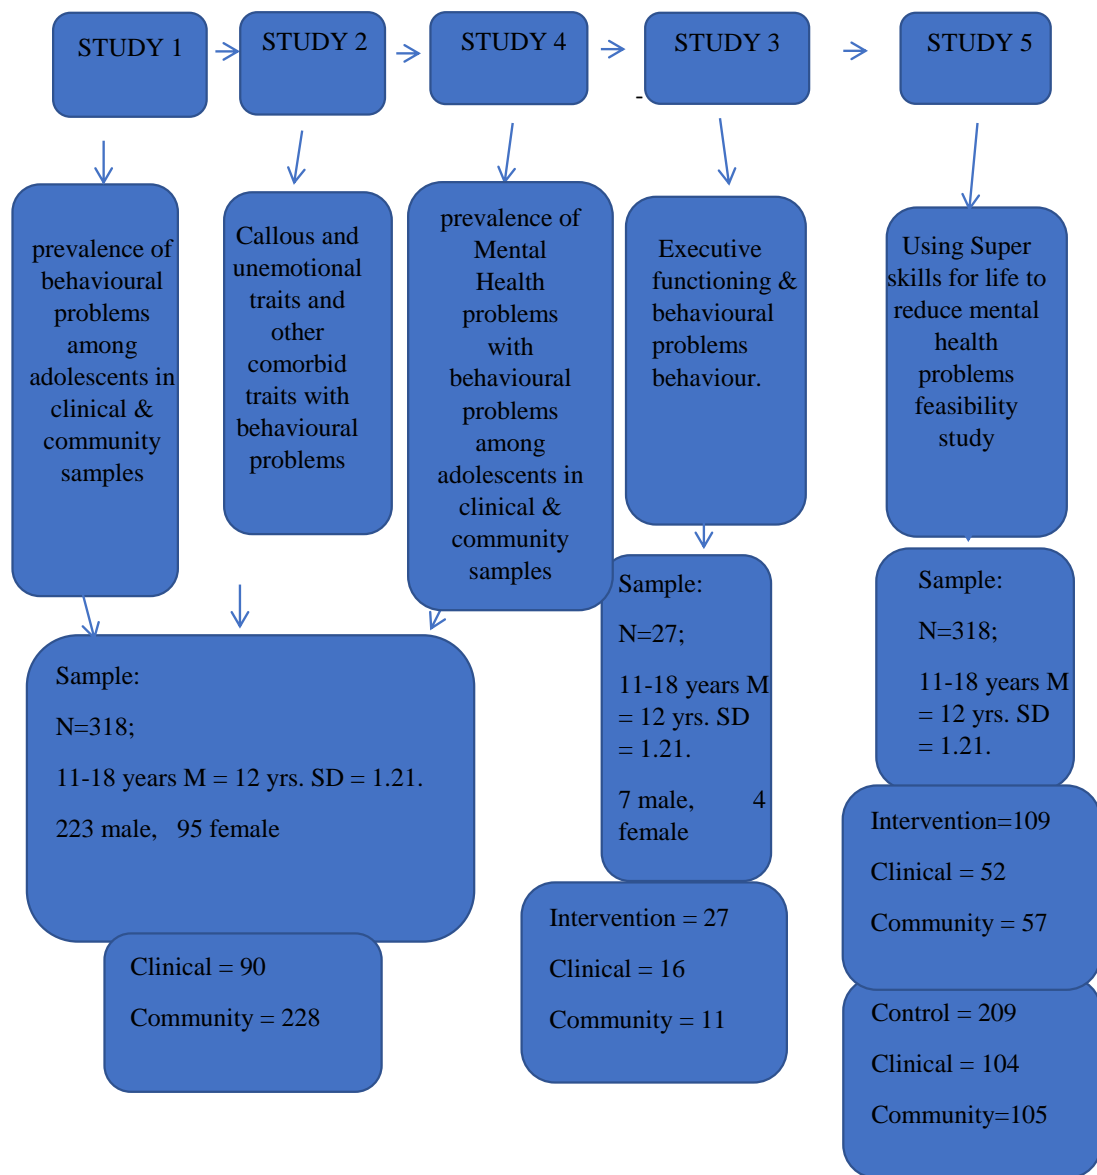 STUDY 1
STUDY 2
STUDY 4
STUDY 3
STUDY 5
-
prevalence of
behavioural
problems
among
adolescents in
clinical &
community
samples
Callous and
unemotional
traits and
other
comorbid
traits with
behavioural
problems
prevalence of
Mental
Health
problems
with
behavioural
problems
among
adolescents in
clinical &
community
samples
Executive
functioning &
behavioural
problems
behaviour.
Using Super
skills for life to
reduce mental
health
problems
feasibility
study
Sample:
N=318;
11-18 years M = 12 yrs. SD = 1.21.
223 male, 95 female
Clinical = 90
Community = 228
Sample:
N=27;
11-18 years M
= 12 yrs. SD
= 1.21.
7 male, 4
female
Intervention = 27
Clinical = 16
Community = 11
Sample:
N=318;
11-18 years M
= 12 yrs. SD
= 1.21.
Intervention=109
Clinical = 52
Community = 57
Control = 209
Clinical = 104
Community=105